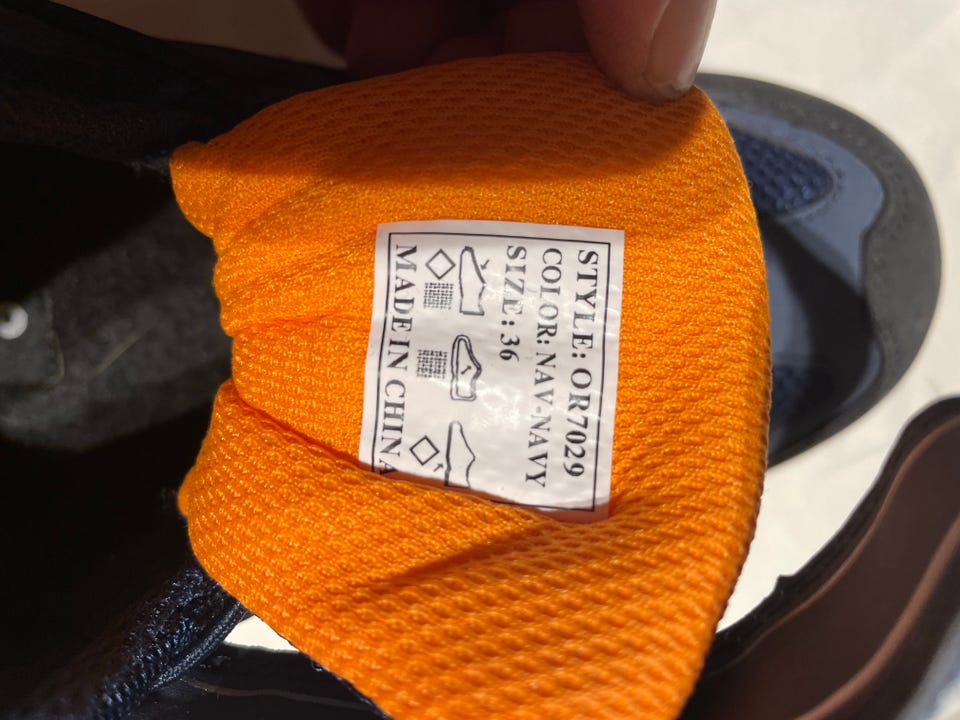 STYLE: OR7029
COLOR: NAV-NAVY
SIZE: 36
MADE IN CHINA